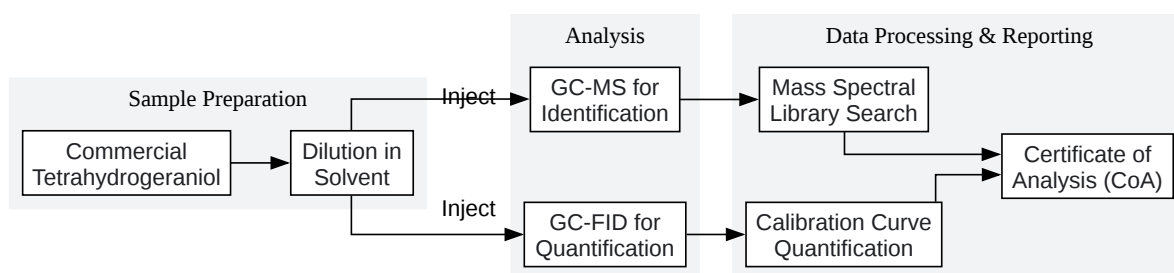 Analysis
Data Processing & Reporting
Sample Preparation
Inject
GC-MS for
Identification
Mass Spectral
Library Search
Commercial
Tetrahydrogeraniol
Dilution in
Solvent
Certificate of
Analysis (CoA)
Inject
GC-FID for
Quantification
Calibration Curve
Quantification